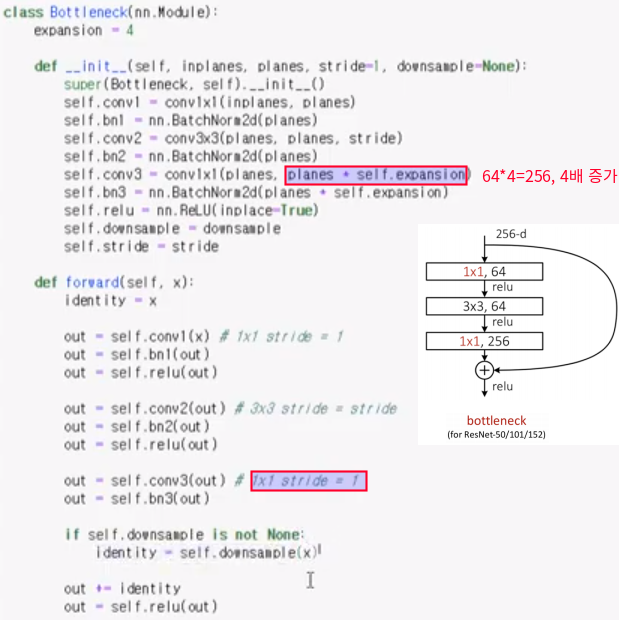 class Bottleneck(nn.Module):
expansion = 4
def __init__(self, inplanes, planes, stride=1, downsample=None):
super(Bottleneck, self).__init__()
self.conv1 = conv1x1(inplanes, planes)
self.bn1 = nn.BatchNorm2d(planes)
self.conv2 = conv3x3(planes, planes, stride)
self.bn2 = nn.BatchNorm2d(planes)
self.conv3 = conv1x1(planes, planes * self.expansion) 64*4=256, 4배 증가
self.bn3 = nn.BatchNorm2d(planes * self.expansion)
self.relu = nn.ReLU(inplace=True)
self.downsample = downsample
self.stride = stride
def forward(self, x):
identity = x
out = self.conv1(x) # 1x1 stride = 1
out = self.bn1(out)
out = self.relu(out)
out = self.conv2(out) # 3x3 stride = stride
out = self.bn2(out)
out = self.relu(out)
out = self.conv3(out) # 1x1 stride = 1
out = self.bn3(out)
if self.downsample is not None:
identity = self.downsample(x)
out += identity
out = self.relu(out)
256-d
1x1, 64
relu
3x3, 64
relu
1x1, 256
+
relu
bottleneck
(for ResNet-50/101/152)